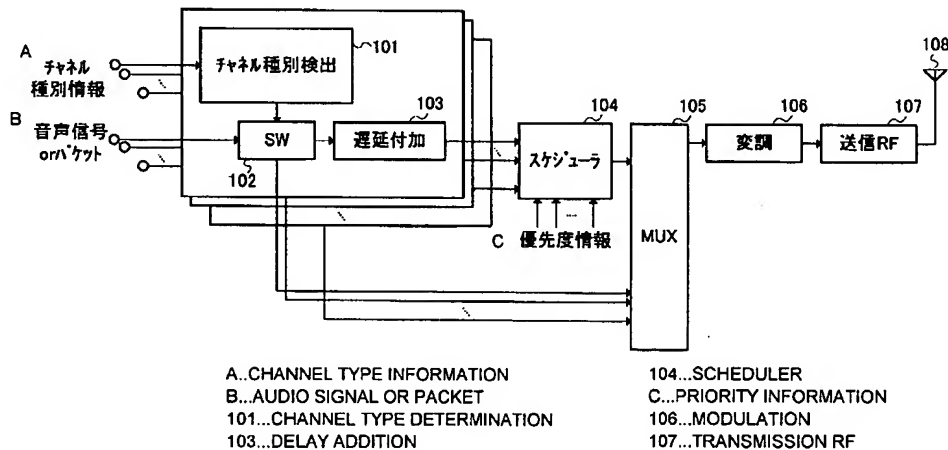 101
108
A
チャネル
種別情報
チャネル種別検出
B
音声信号
orパケット
SW
102
103
遅延付加
104
スケジューラ
C 優先度情報
105
MUX
106
変調
107
送信RF
A..CHANNEL TYPE INFORMATION
B...AUDIO SIGNAL OR PACKET
101...CHANNEL TYPE DETERMINATION
103...DELAY ADDITION
104...SCHEDULER
C...PRIORITY INFORMATION
106...MODULATION
107...TRANSMISSION RF